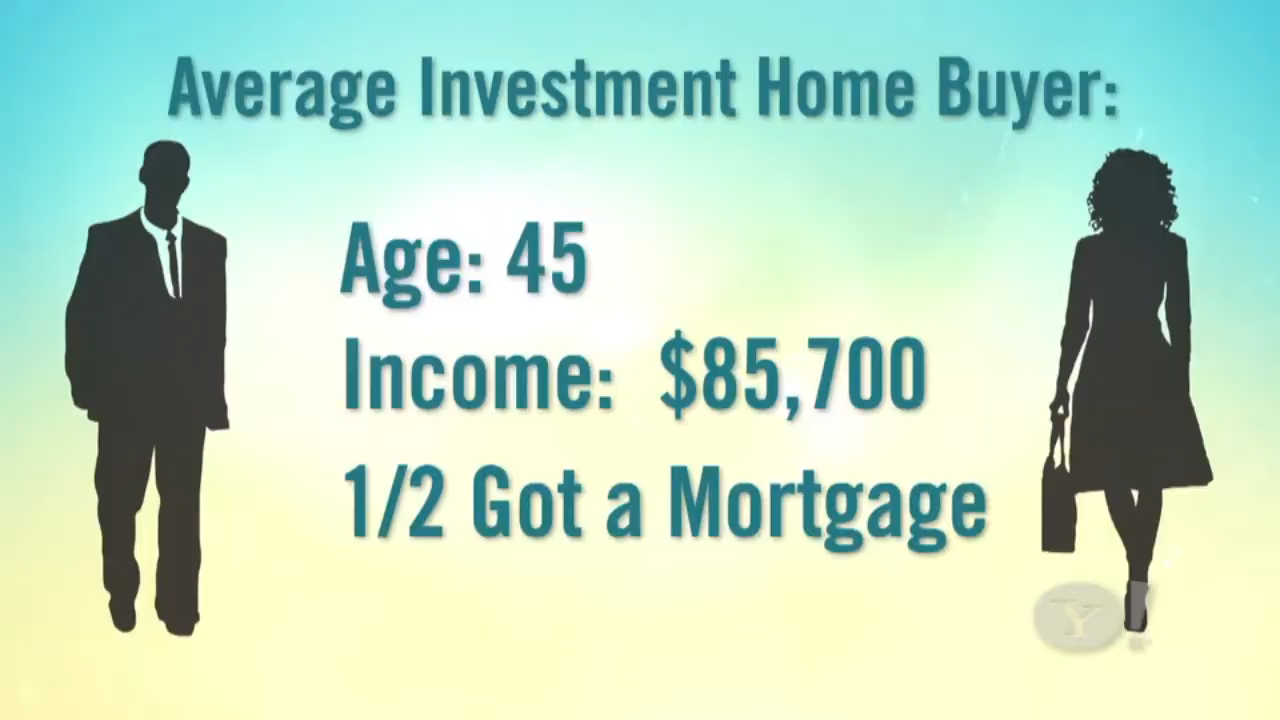 Average Investment Home Buyer:
Age: 45
Income: $85,700
1/2 Got a Mortgage
Y!